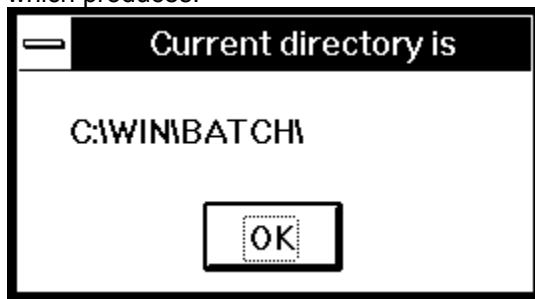 which produces:
Current directory is
C:\WIN\BATCH\
OK